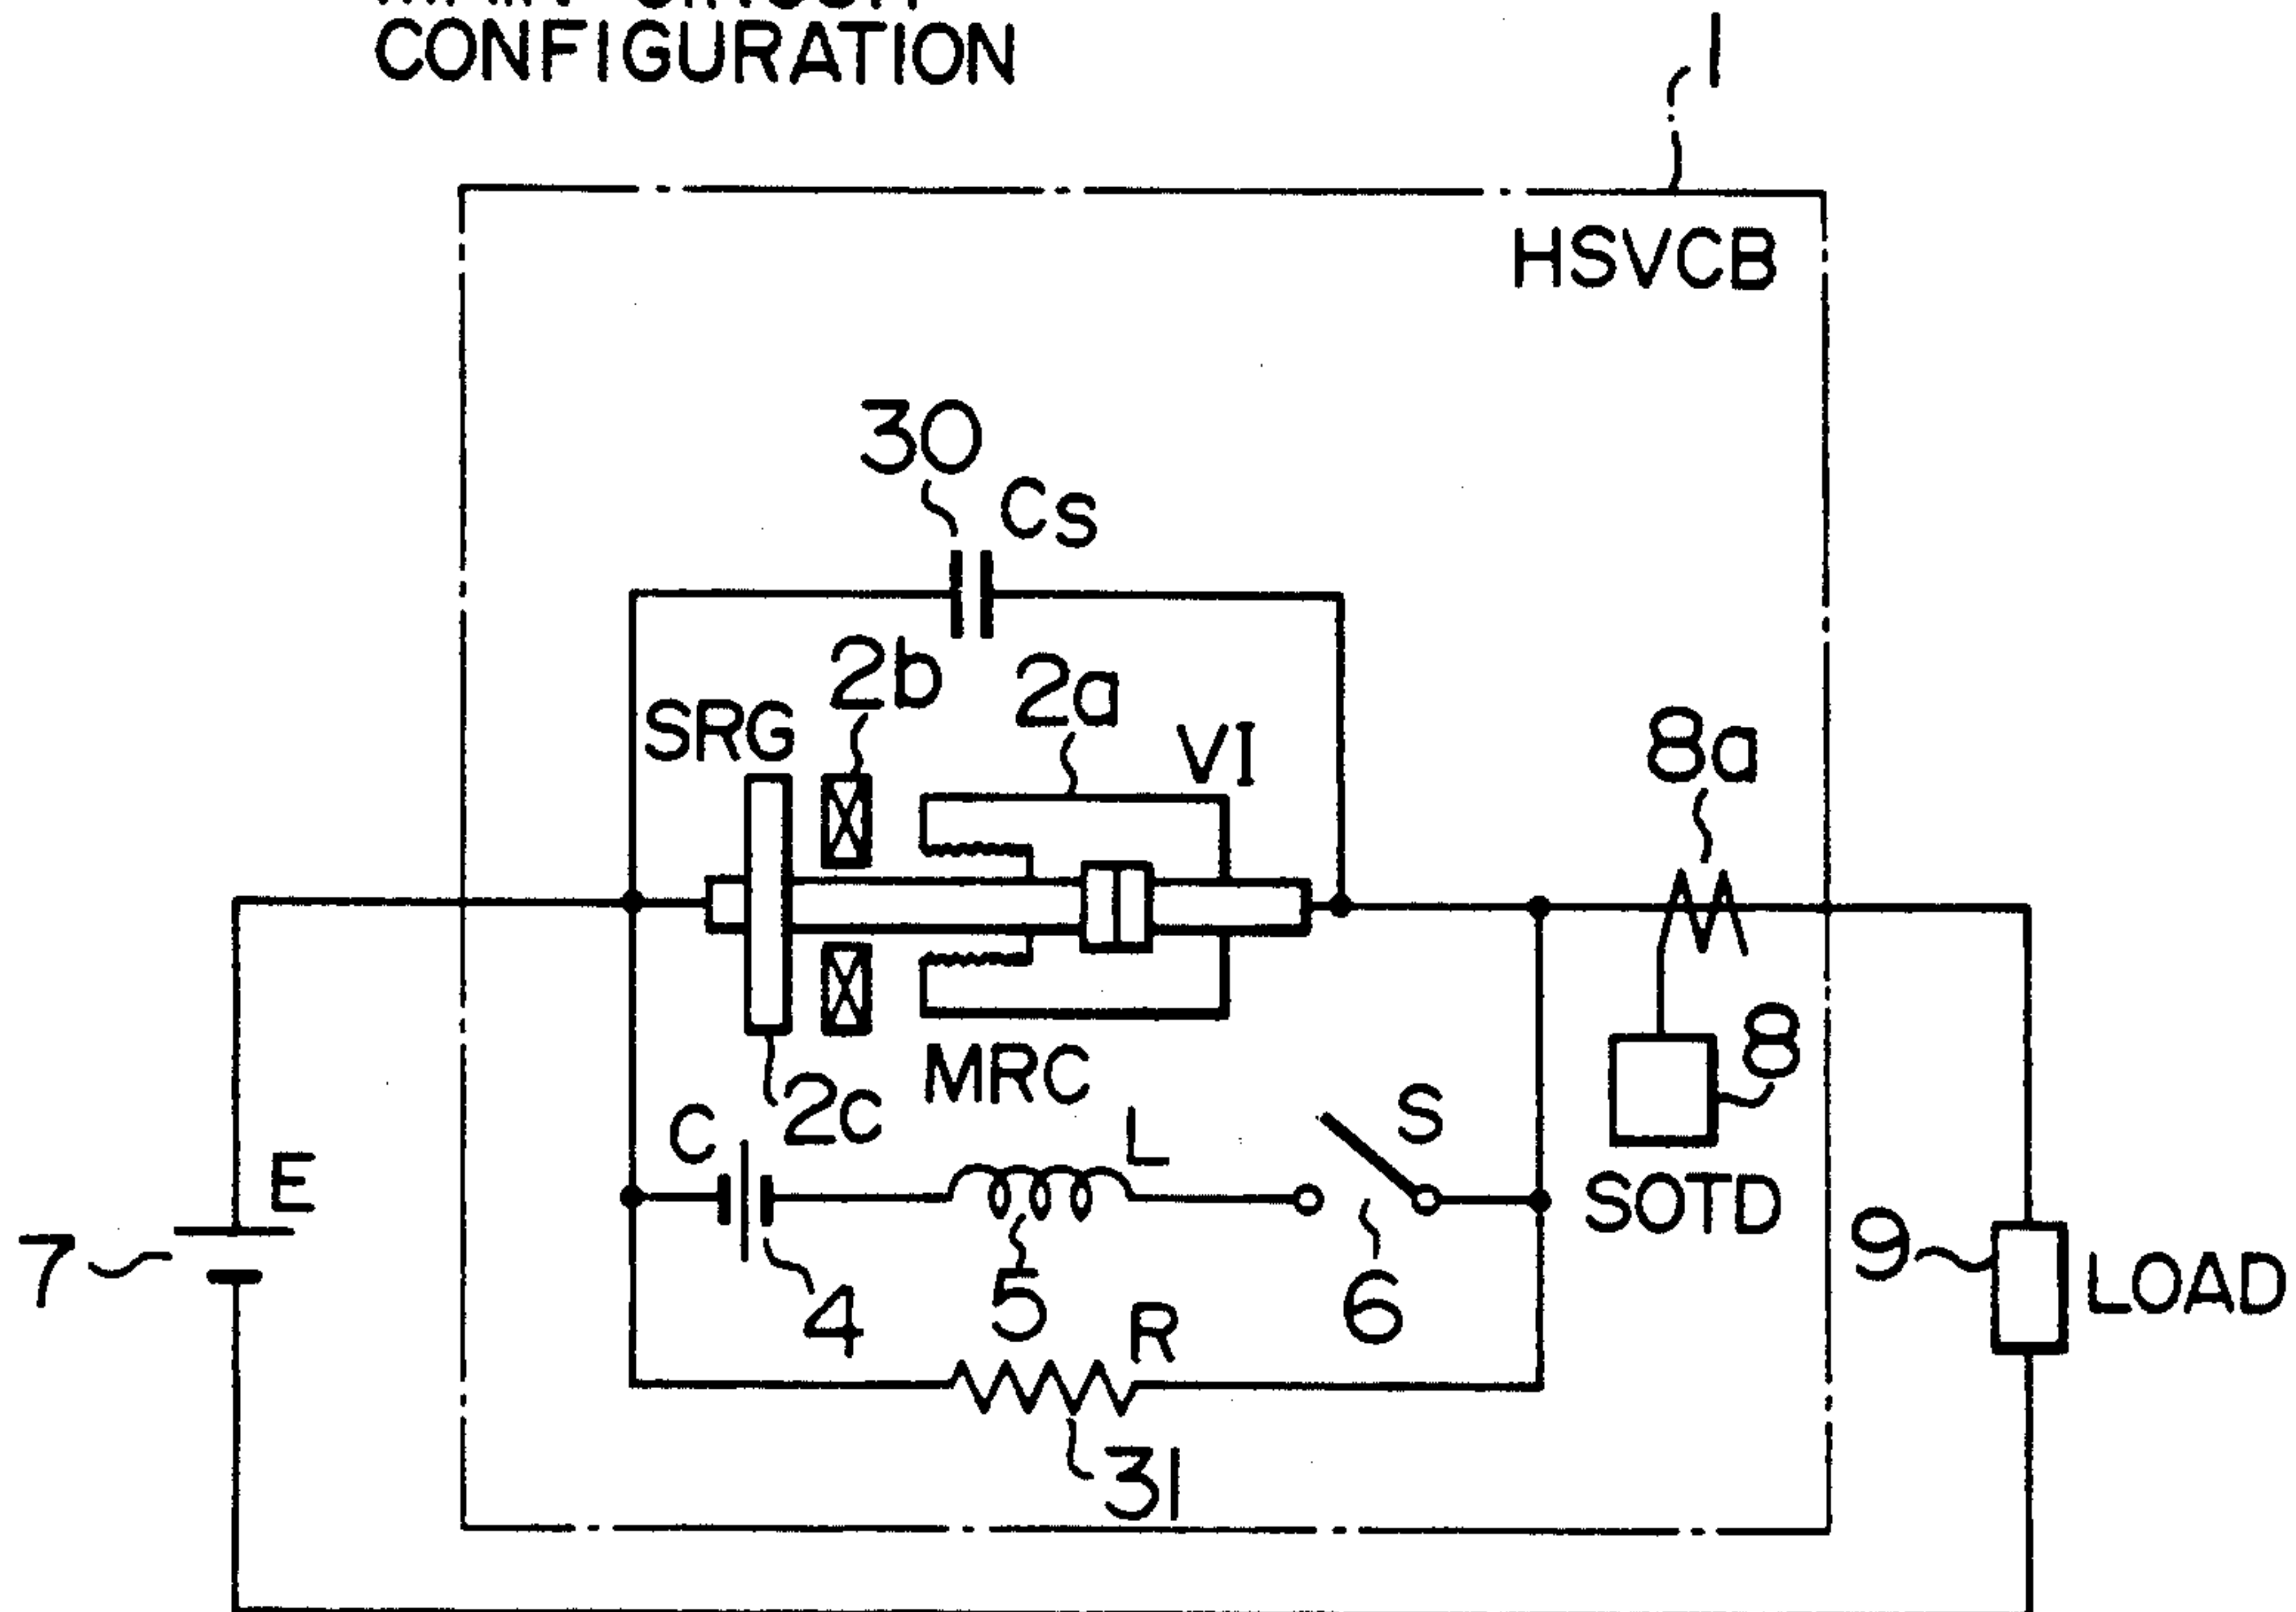 CONFIGURATION
1
HSVCB
30
Cs
2b
2a
SRG
VI
8a
2c
MRC
8
C
L
S
SOTD
E
7
4
5
6
9
LOAD
R
31